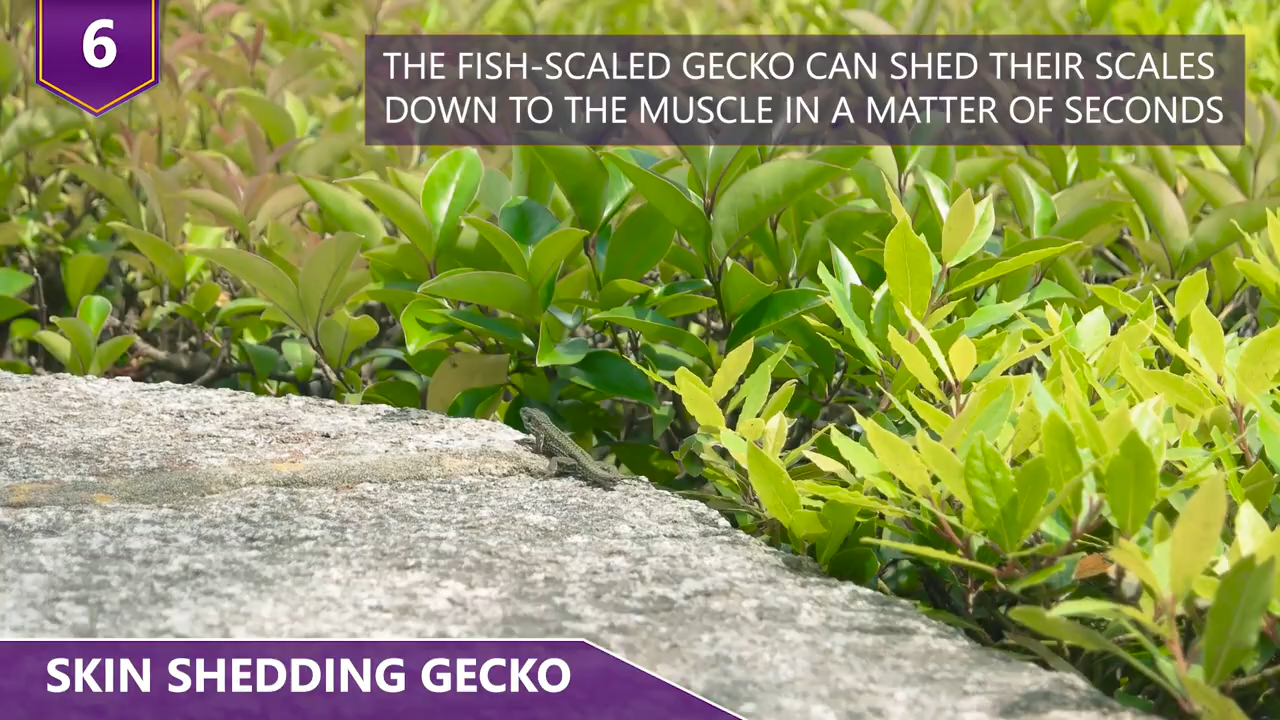 6
THE FISH-SCALED GECKO CAN SHED THEIR SCALES
DOWN TO THE MUSCLE IN A MATTER OF SECONDS
SKIN SHEDDING GECKO